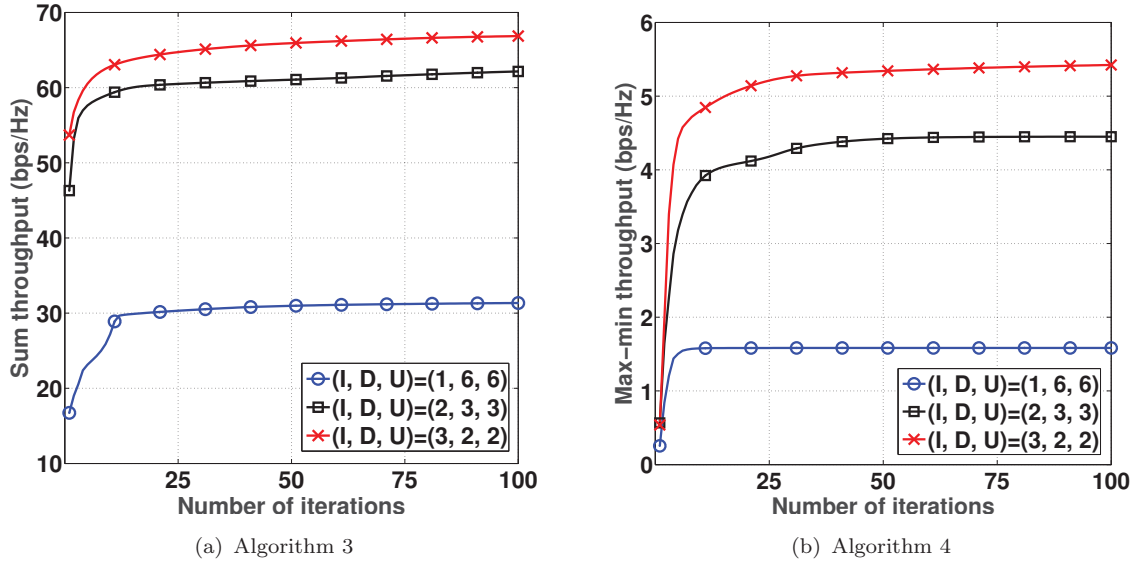 70
60
50
40
30
20
10
Sum throughput (bps/Hz)
(I, D, U)=(1, 6, 6)
(I, D, U)=(2, 3, 3)
(I, D, U)=(3, 2, 2)
25
50
75
100
Number of iterations
(a) Algorithm 3
6
5
4
3
2
1
0
Max−min throughput (bps/Hz)
(I, D, U)=(1, 6, 6)
(I, D, U)=(2, 3, 3)
(I, D, U)=(3, 2, 2)
25
50
75
100
Number of iterations
(b) Algorithm 4